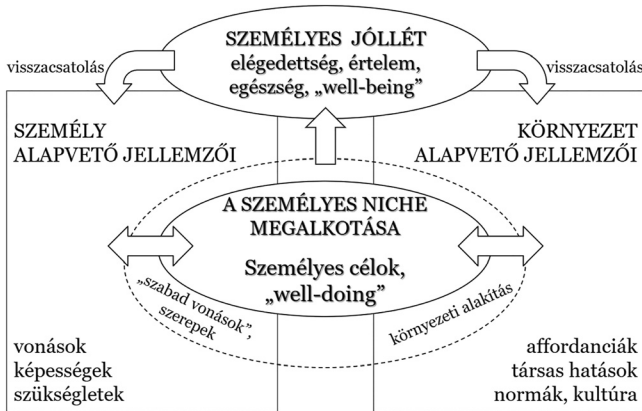 SZEMÉLYES JÓLLÉT
elégedettség, értelem,
egészség, „well-being”
visszacsatolás
visszacsatolás
SZEMÉLY
ALAPVETŐ JELLEMZŐI
KÖRNYEZET
ALAPVETŐ JELLEMZŐI
A SZEMÉLYES NICHE
MEGALKOTÁSA
Személyes célok,
„well-doing”
„szabad vonások”,
szerepek
környezeti alakítás
vonások
képességek
szükségletek
affordanciák
társas hatások
normák, kultúra